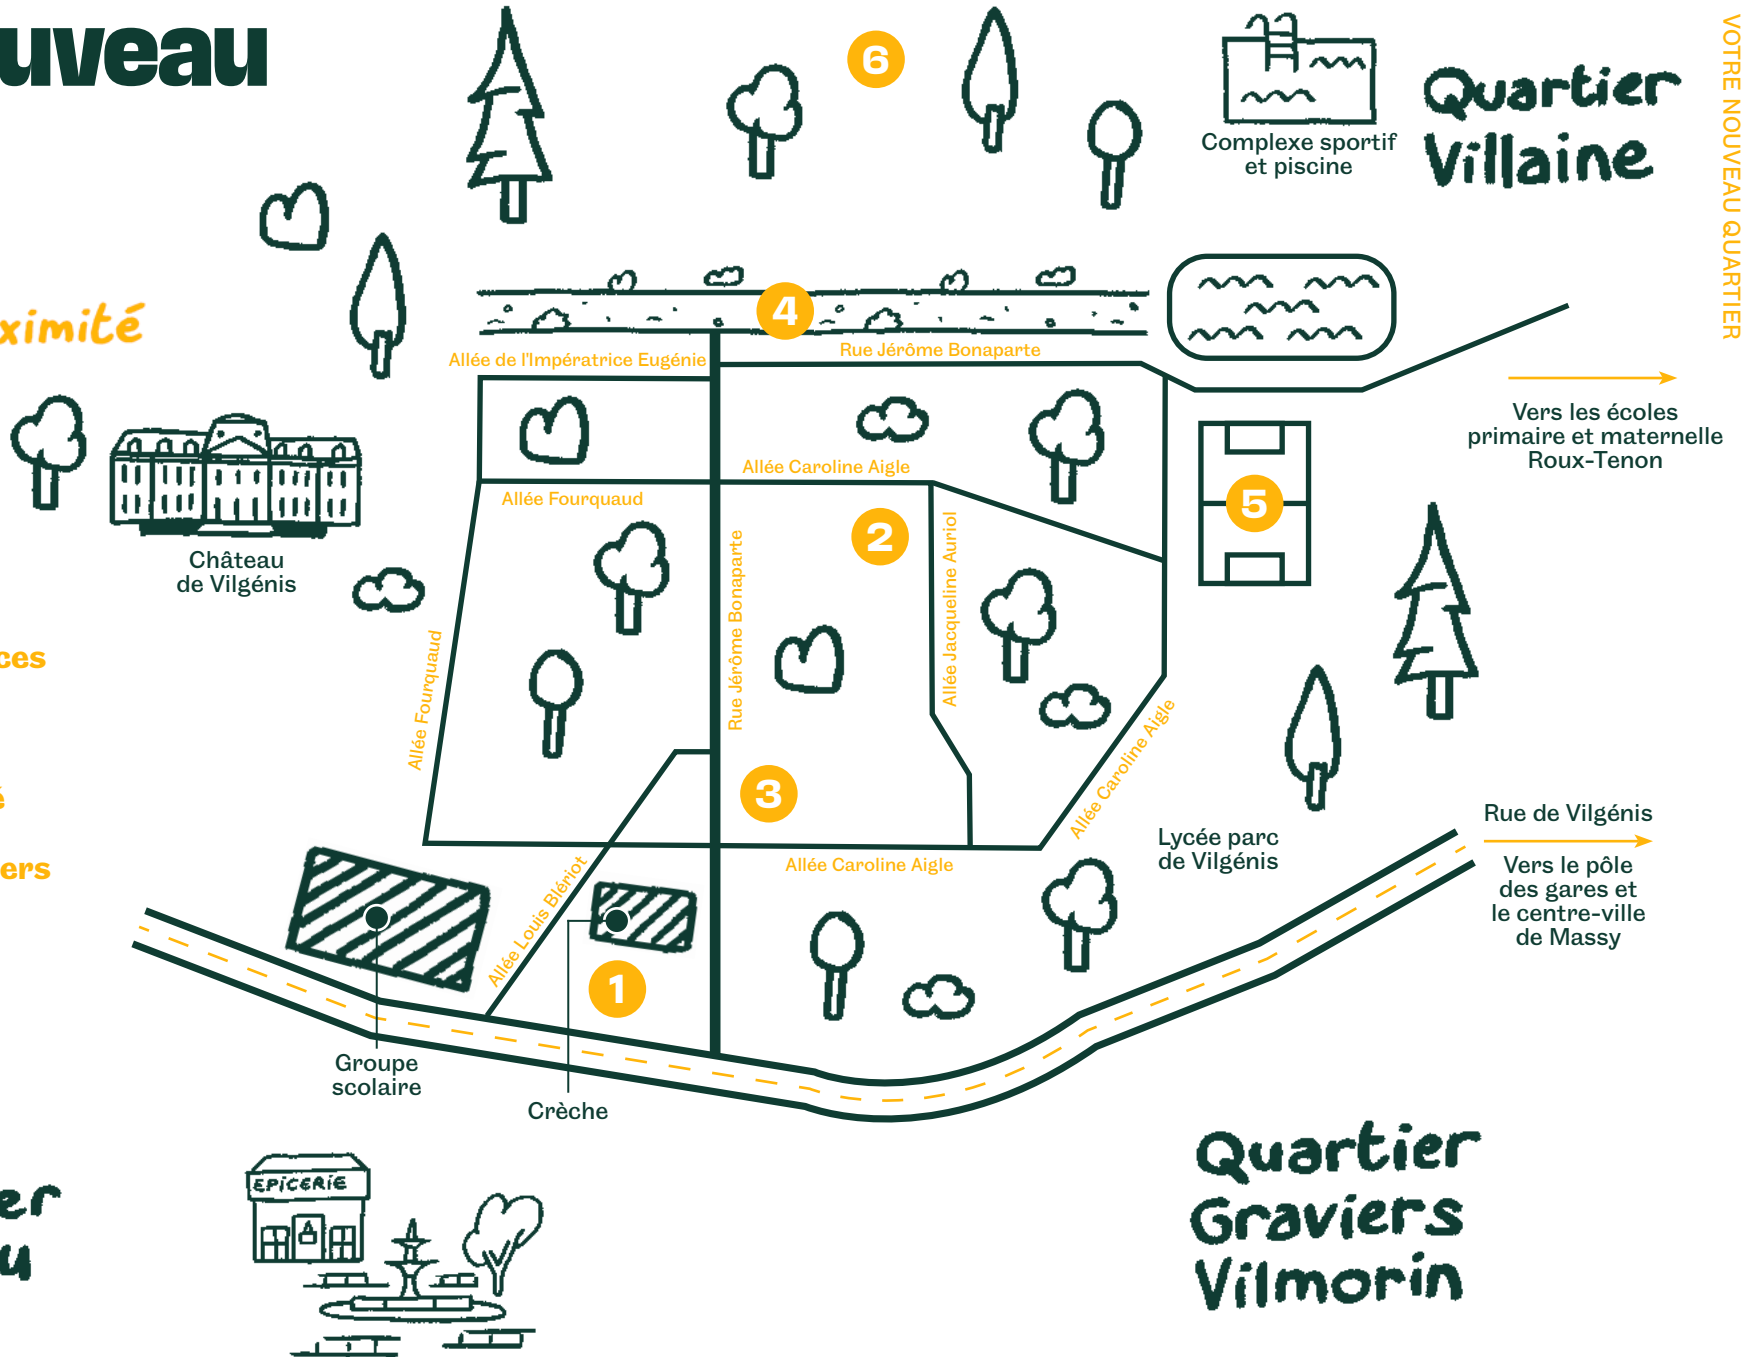 uveau
6
Quartier
Villaine
Complexe sportif
et piscine
VOTRE NOUVEAU QUARTIER
ximité
4
Allée de l'Impératrice Eugénie
Rue Jérôme Bonaparte
Vers les écoles
primaire et maternelle
Roux-Tenon
Allée Caroline Aigle
Allée Fourquaud
5
2
Château
de Vilgénis
Rue Jérôme Bonaparte
Allée Jacqueline Auriol
ces
Allée Fourquaud
Allée Caroline Aigle
3
é
Rue de Vilgénis
Lycée parc
de Vilgénis
ers
Allée Caroline Aigle
Vers le pôle
des gares et
le centre-ville
de Massy
Allée Louis Blériot
1
Groupe
scolaire
Crèche
EPiCERiE
er
u
Quartier
Graviers
Vilmorin